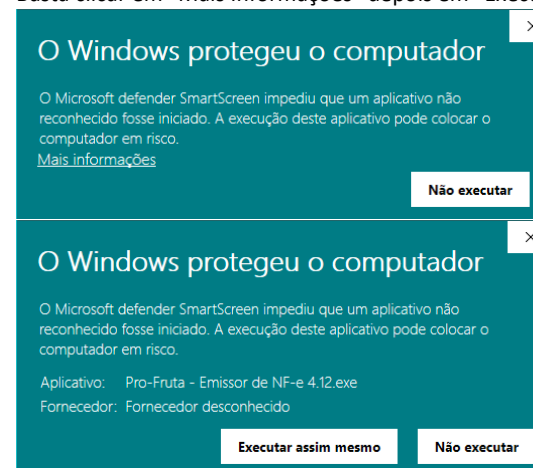 O Windows protegeu o computador
O Microsoft defender SmartScreen impediu que um aplicativo não
reconhecido fosse iniciado. A execução deste aplicativo pode colocar o
computador em risco.
Mais informações
Não executar
O Windows protegeu o computador
O Microsoft defender SmartScreen impediu que um aplicativo não
reconhecido fosse iniciado. A execução deste aplicativo pode colocar o
computador em risco.
Aplicativo: Pro-Fruta - Emissor de NF-e 4.12.exe
Fornecedor: Fornecedor desconhecido
Executar assim mesmo Não executar